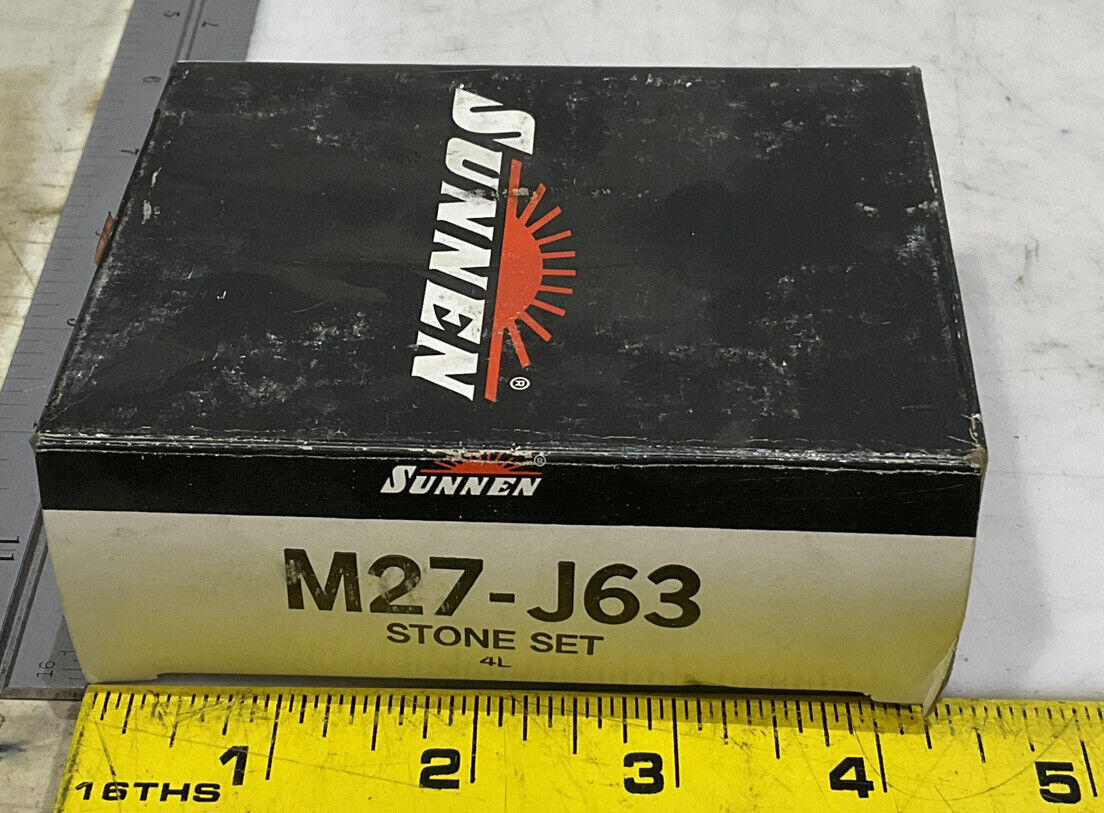 SUNNEN
®
SUNNEN®
M27-J63
STONE SET
4L
1 2 3 4 5
16THS